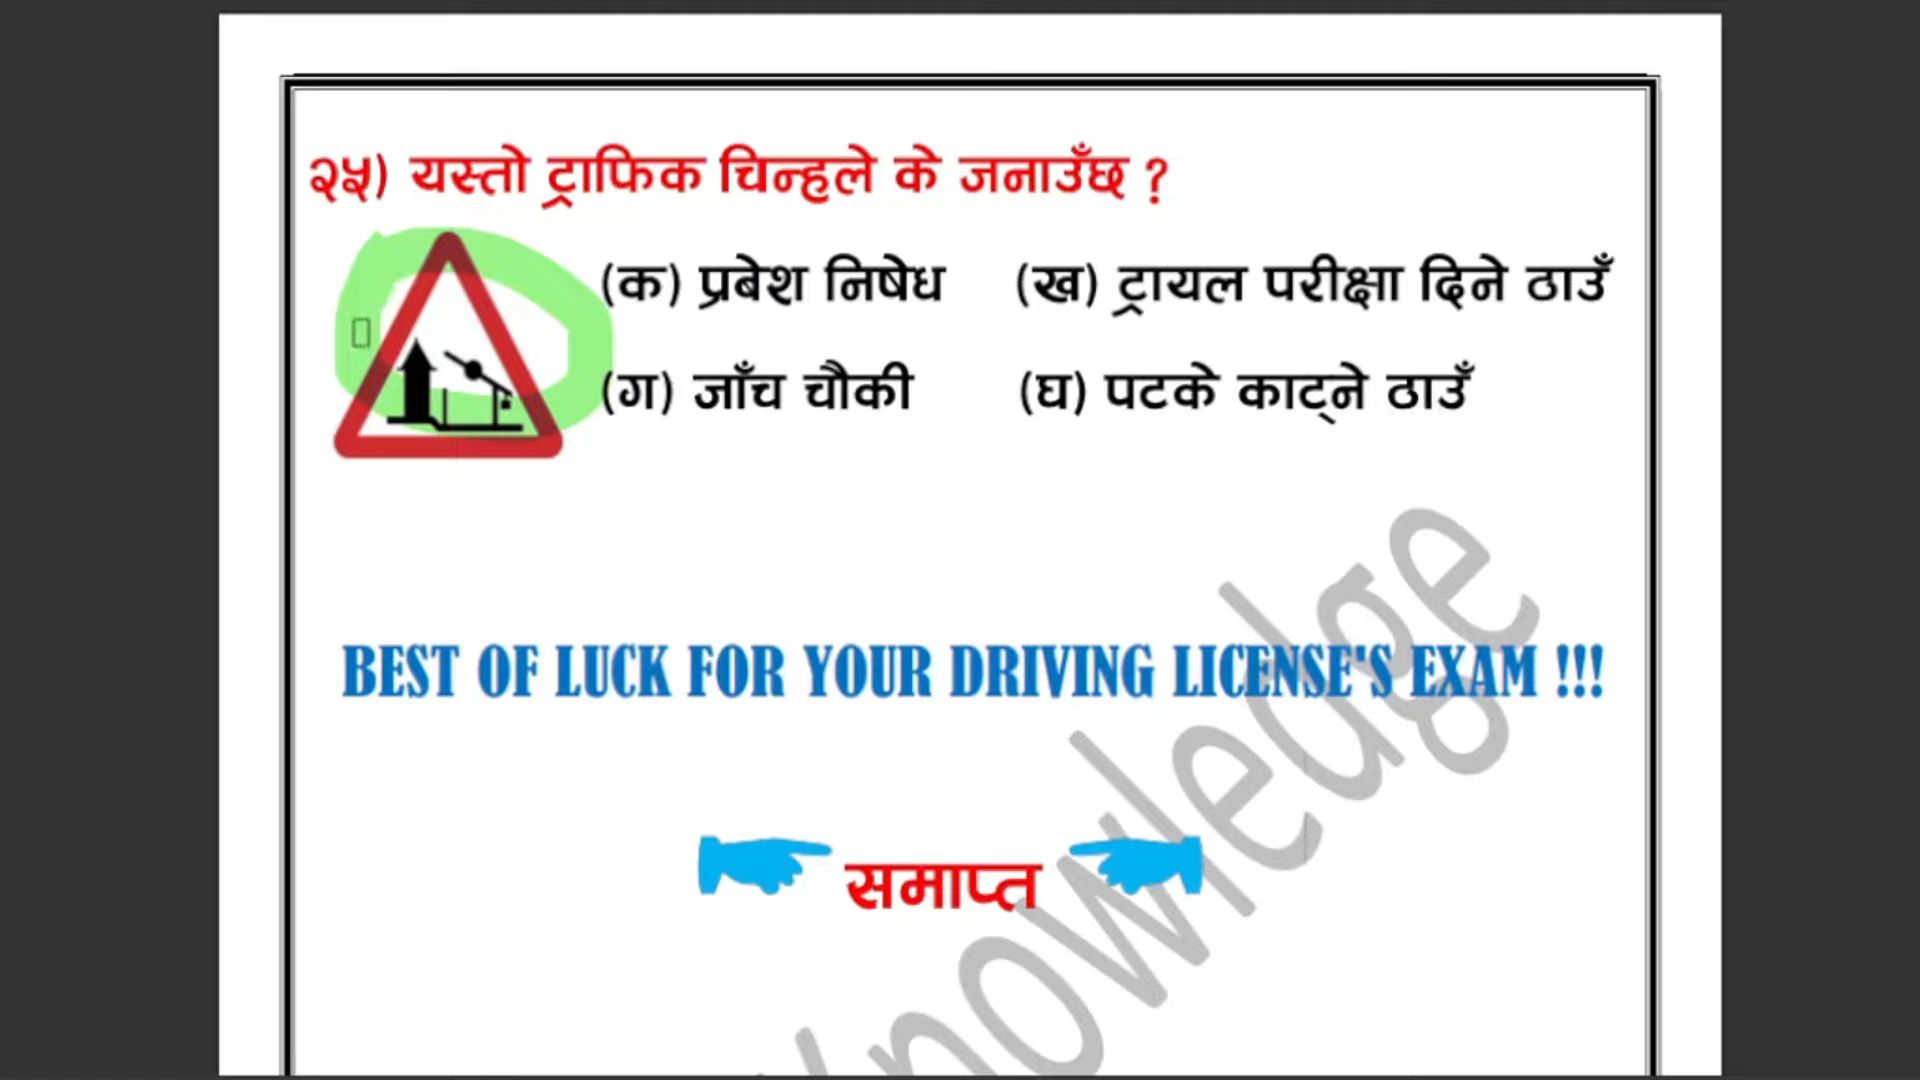 २५) यस्तो ट्राफिक चिन्हले के जनाउँछ ?
(क) प्रबेश निषेध (ख) ट्रायल परीक्षा दिने ठाउँ
(ग) जाँच चौकी (घ) पटके काट्ने ठाउँ
BEST OF LUCK FOR YOUR DRIVING LICENSE'S EXAM !!!
समाप्त
Knowledge